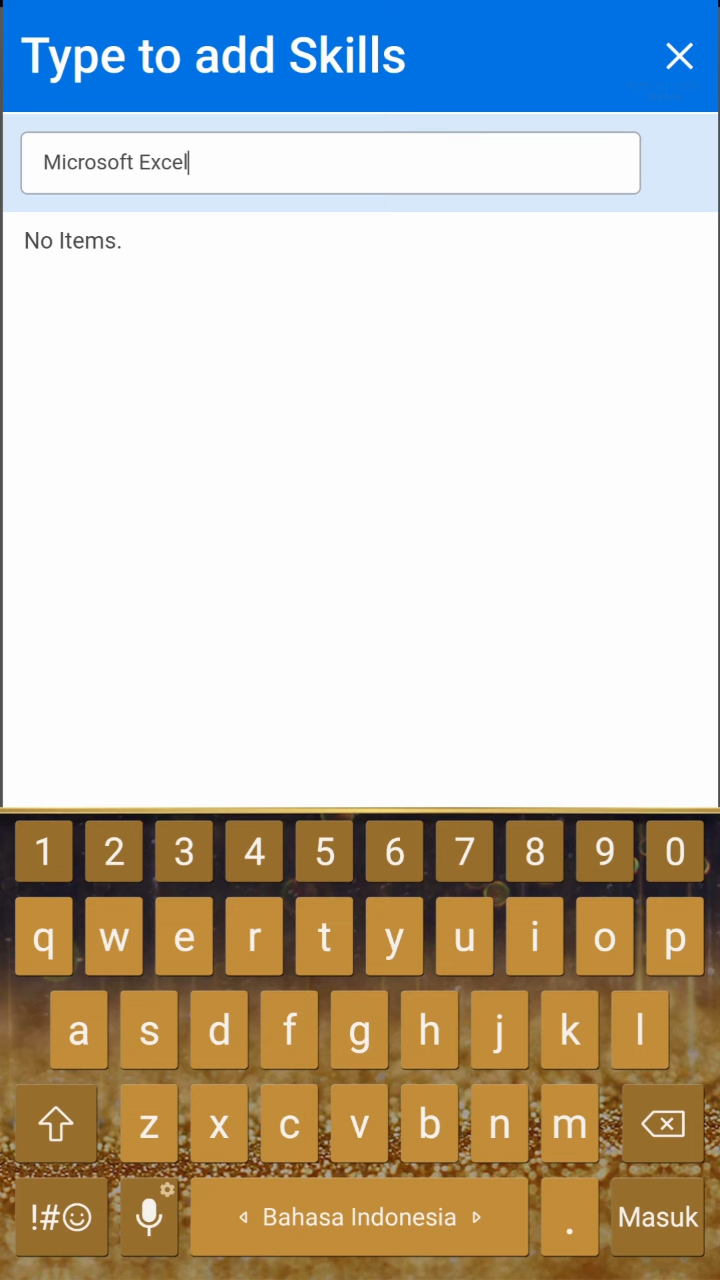 Type to add Skills
Microsoft Excel
No Items.
1 2 3 4 5 6 7 8 9 0
q w e r t y u i o p
a s d f g h j k l
z x c v b n m
!#☺ Bahasa Indonesia . Masuk